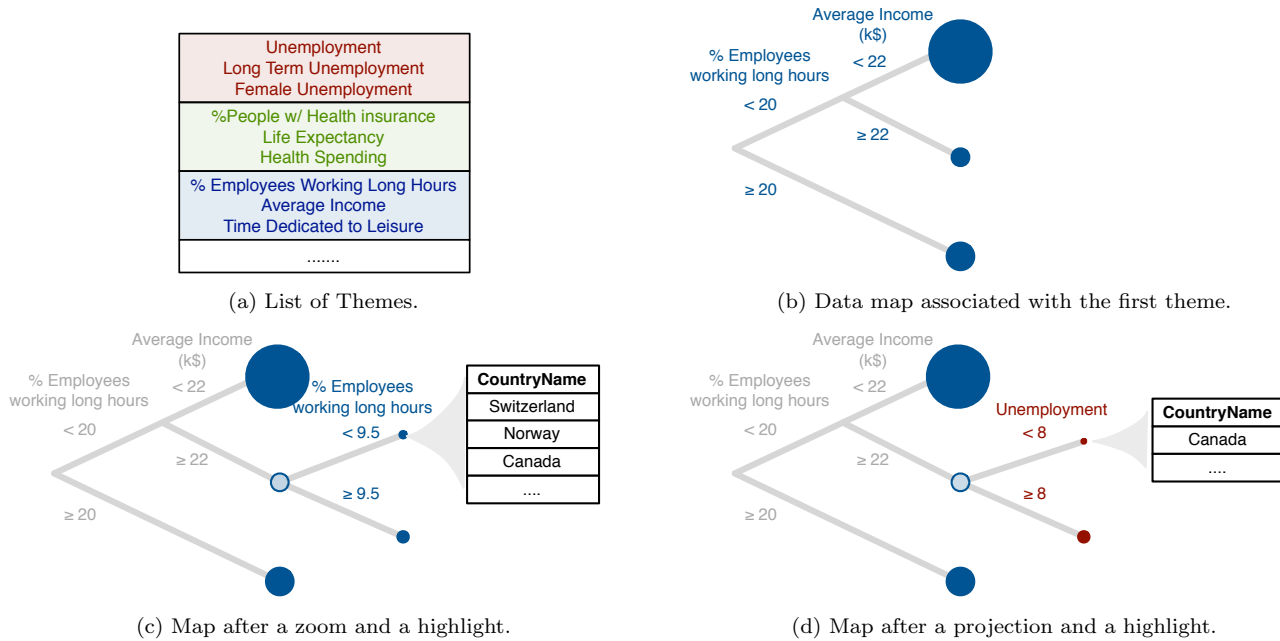 Unemployment
Long Term Unemployment
Female Unemployment
%People w/ Health insurance
Life Expectancy
Health Spending
% Employees Working Long Hours
Average Income
Time Dedicated to Leisure
.......
(a) List of Themes.
Average Income
(k$)
% Employees
working long hours
< 22
< 20
≥ 22
≥ 20
(b) Data map associated with the first theme.
Average Income
(k$)
% Employees
working long hours
< 22
< 20
≥ 22
≥ 20
% Employees
working long hours
< 9.5
≥ 9.5
CountryName
Switzerland
Norway
Canada
....
(c) Map after a zoom and a highlight.
Average Income
(k$)
% Employees
working long hours
< 22
< 20
≥ 22
≥ 20
Unemployment
< 8
≥ 8
CountryName
Canada
....
(d) Map after a projection and a highlight.